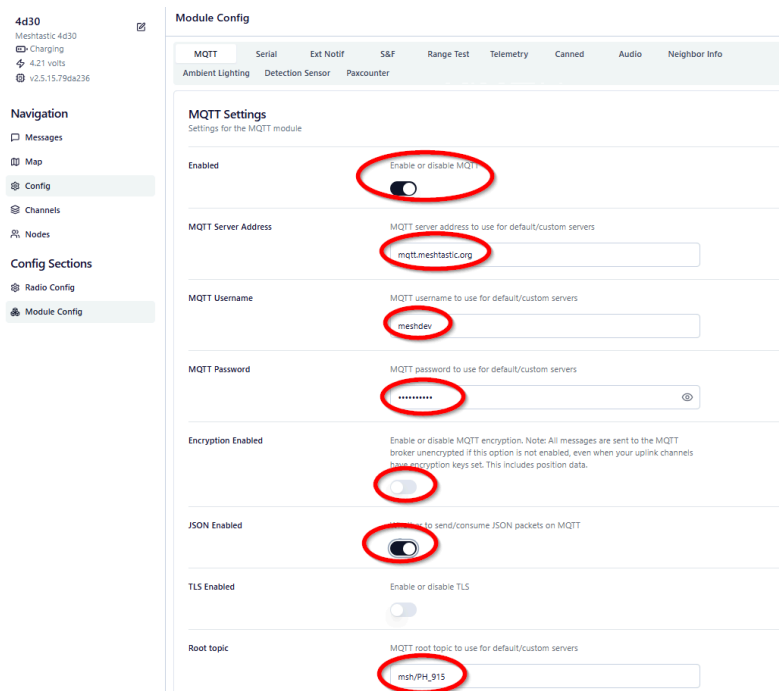 4d30
Meshtastic 4d30
Charging
4.21 volts
v2.5.15.79da236
Navigation
Messages
Map
Config
Channels
Nodes
Config Sections
Radio Config
Module Config
Module Config
MQTT Serial Ext Notif S&F Range Test Telemetry Canned Audio Neighbor Info
Ambient Lighting Detection Sensor Paxcounter
MQTT Settings
Settings for the MQTT module
Enabled
Enable or disable MQTT
MQTT Server Address
MQTT server address to use for default/custom servers
mqtt.meshtastic.org
MQTT Username
MQTT username to use for default/custom servers
meshdev
MQTT Password
MQTT password to use for default/custom servers
••••••••••
Encryption Enabled
Enable or disable MQTT encryption. Note: All messages are sent to the MQTT
broker unencrypted if this option is not enabled, even when your uplink channels
have encryption keys set. This includes position data.
JSON Enabled
to send/consume JSON packets on MQTT
TLS Enabled
Enable or disable TLS
Root topic
MQTT root topic to use for default/custom servers
msh/PH_915